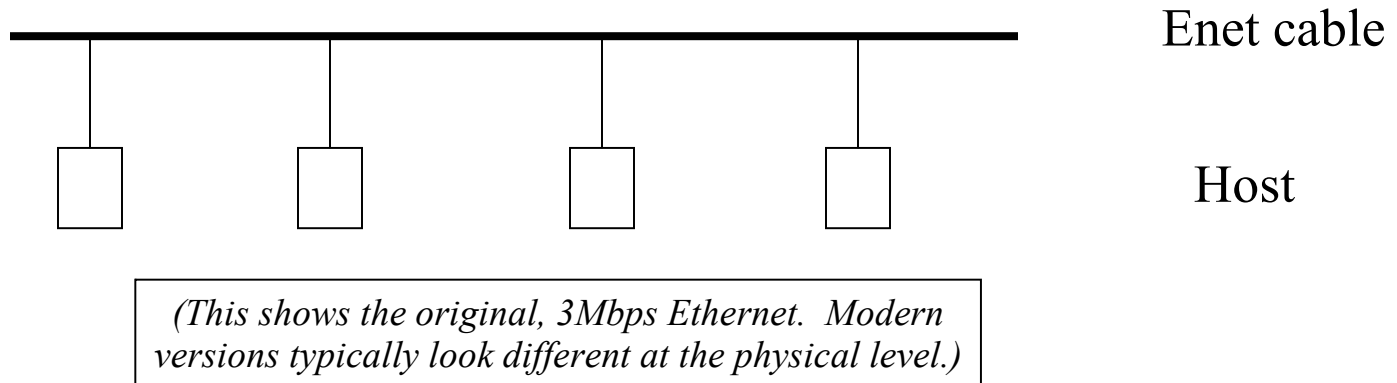 Enet cable
Host
(This shows the original, 3Mbps Ethernet.  Modern
versions typically look different at the physical level.)